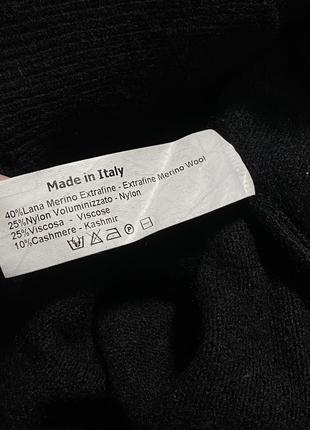 Made in Italy
40%Lana Merino Extrafine - Extrafine Merino Wool
25%Nylon Voluminizzato - Nylon
25%Viscosa - Viscose
10%Cashmere - Kashmir